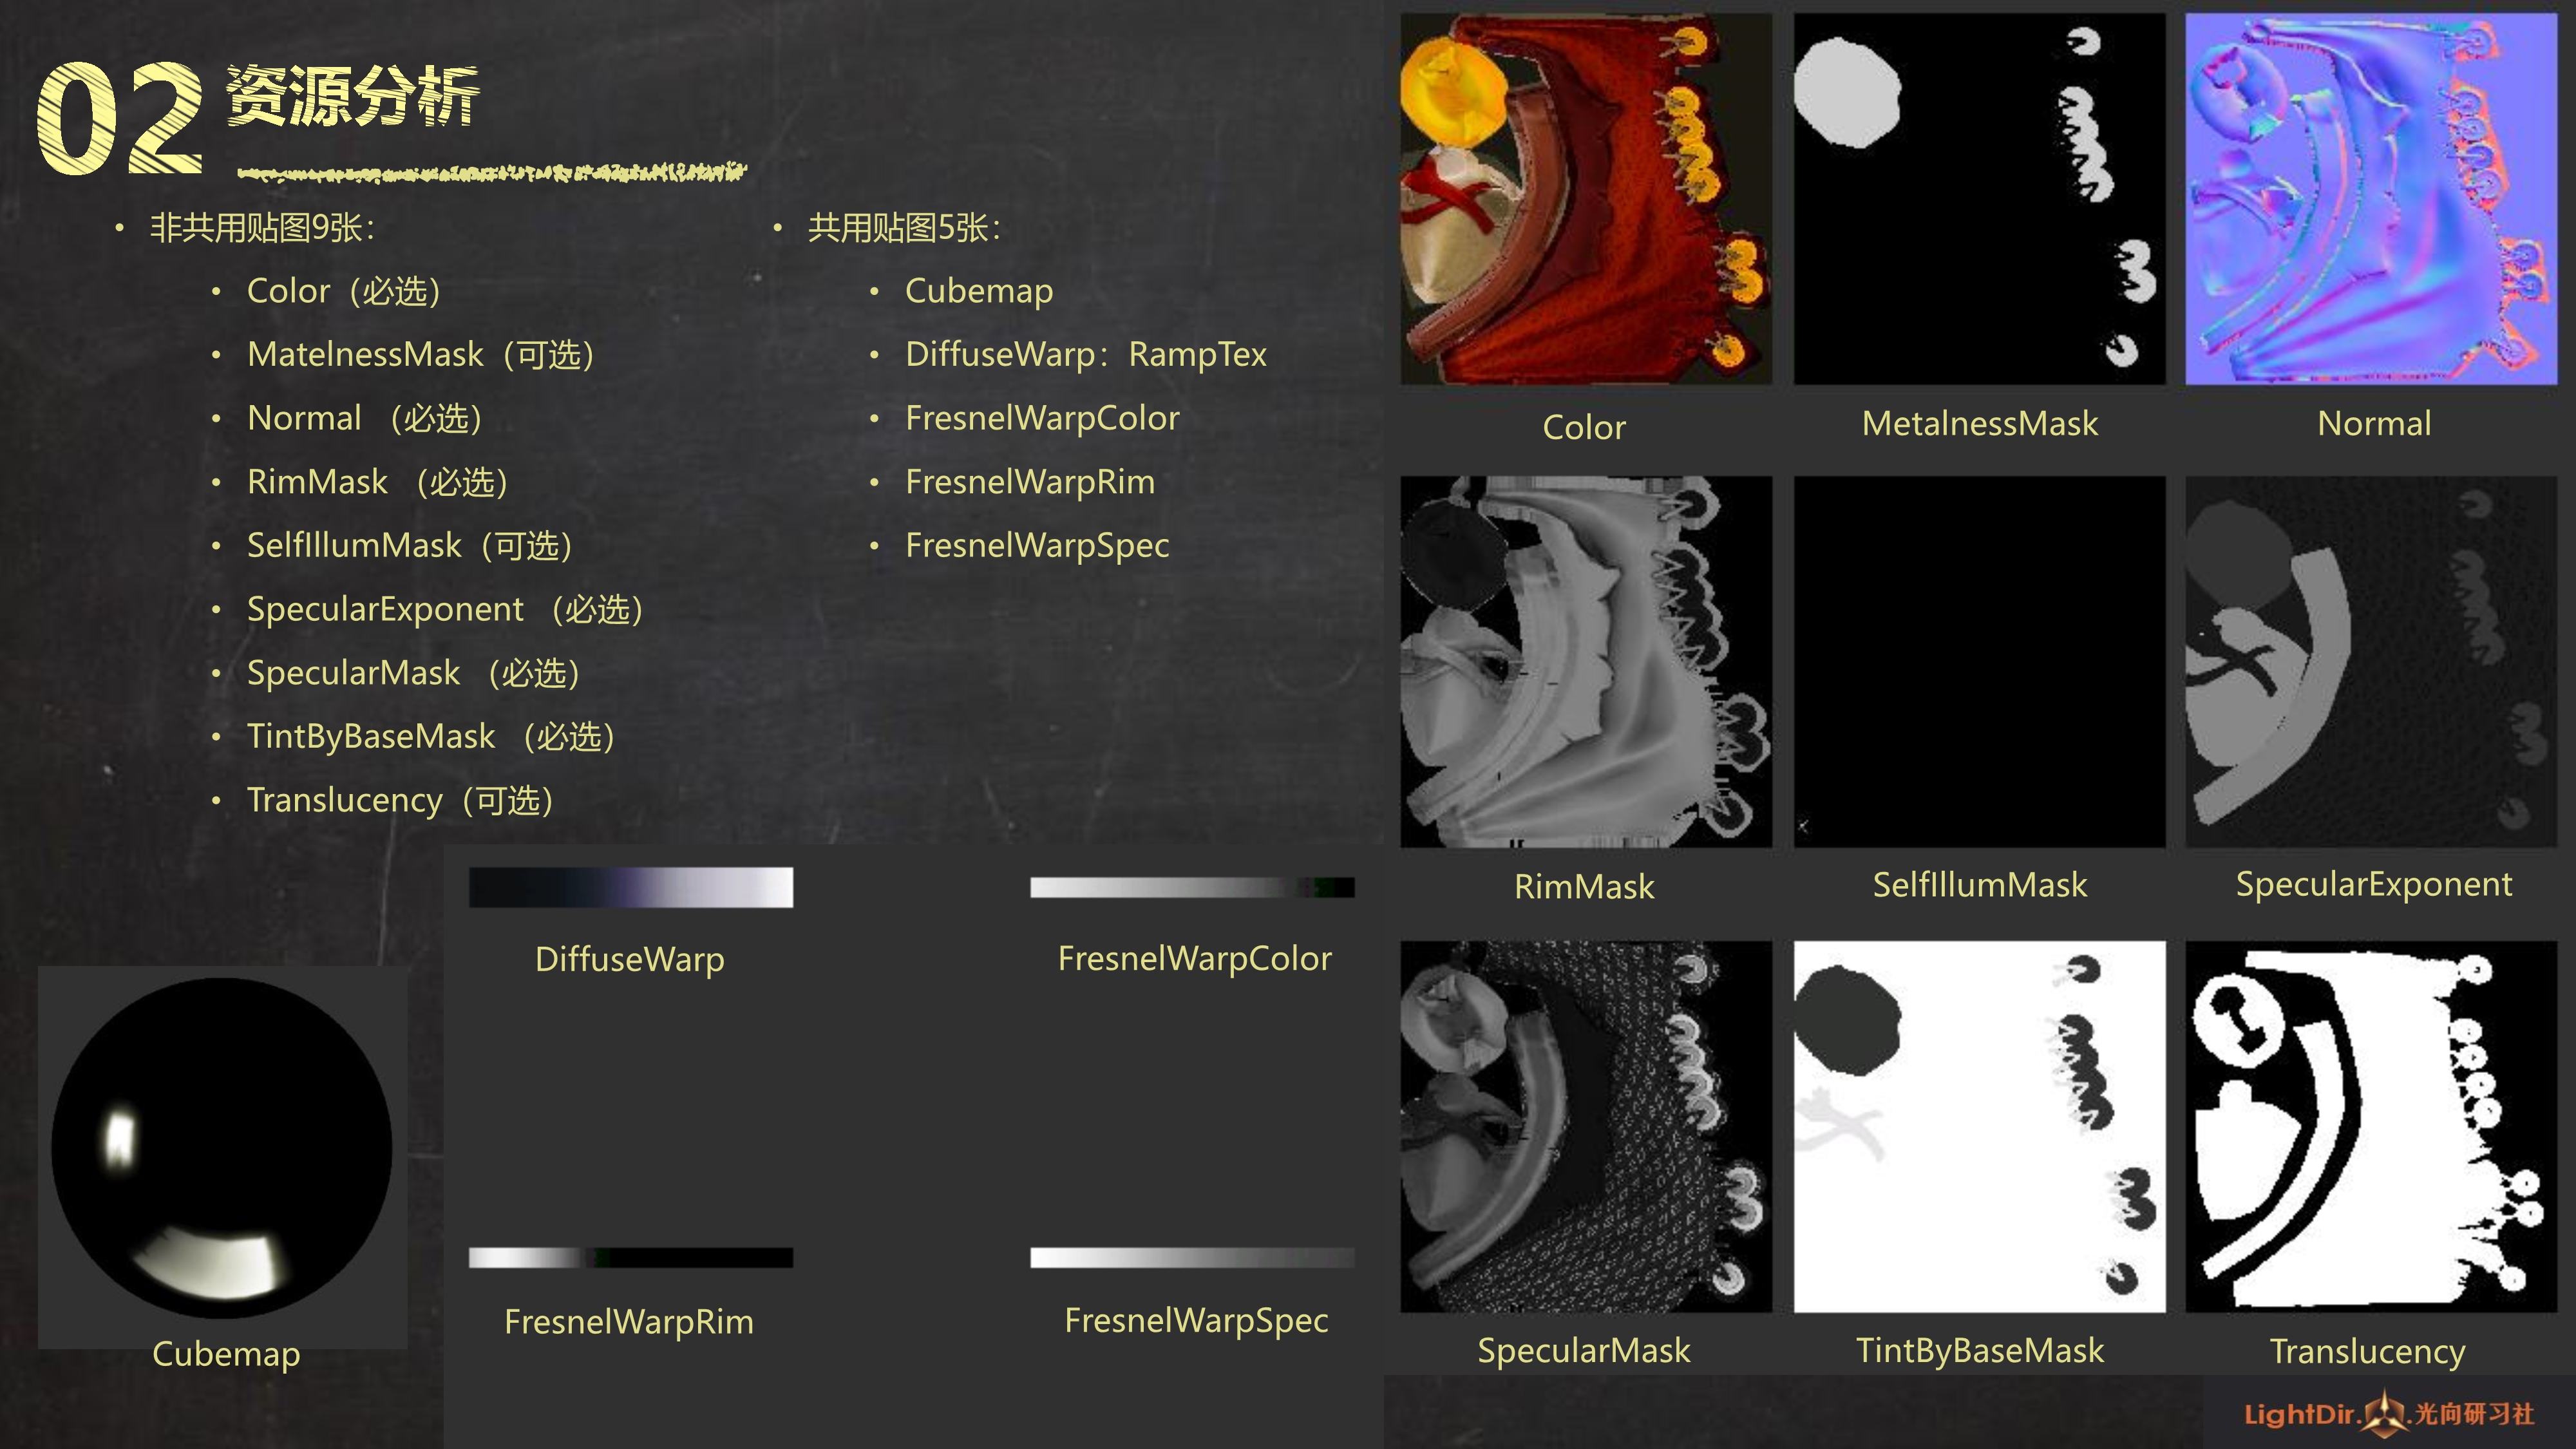 02 资源分析
• 非共用贴图9张：
• Color（必选）
• MatelnessMask（可选）
• Normal （必选）
• RimMask （必选）
• SelfIllumMask（可选）
• SpecularExponent （必选）
• SpecularMask （必选）
• TintByBaseMask （必选）
• Translucency（可选）
• 共用贴图5张：
• Cubemap
• DiffuseWarp：RampTex
• FresnelWarpColor
• FresnelWarpRim
• FresnelWarpSpec
Color
MetalnessMask
Normal
RimMask
SelfIllumMask
SpecularExponent
SpecularMask
TintByBaseMask
Translucency
DiffuseWarp
FresnelWarpColor
FresnelWarpRim
FresnelWarpSpec
Cubemap
LightDir.光向研习社